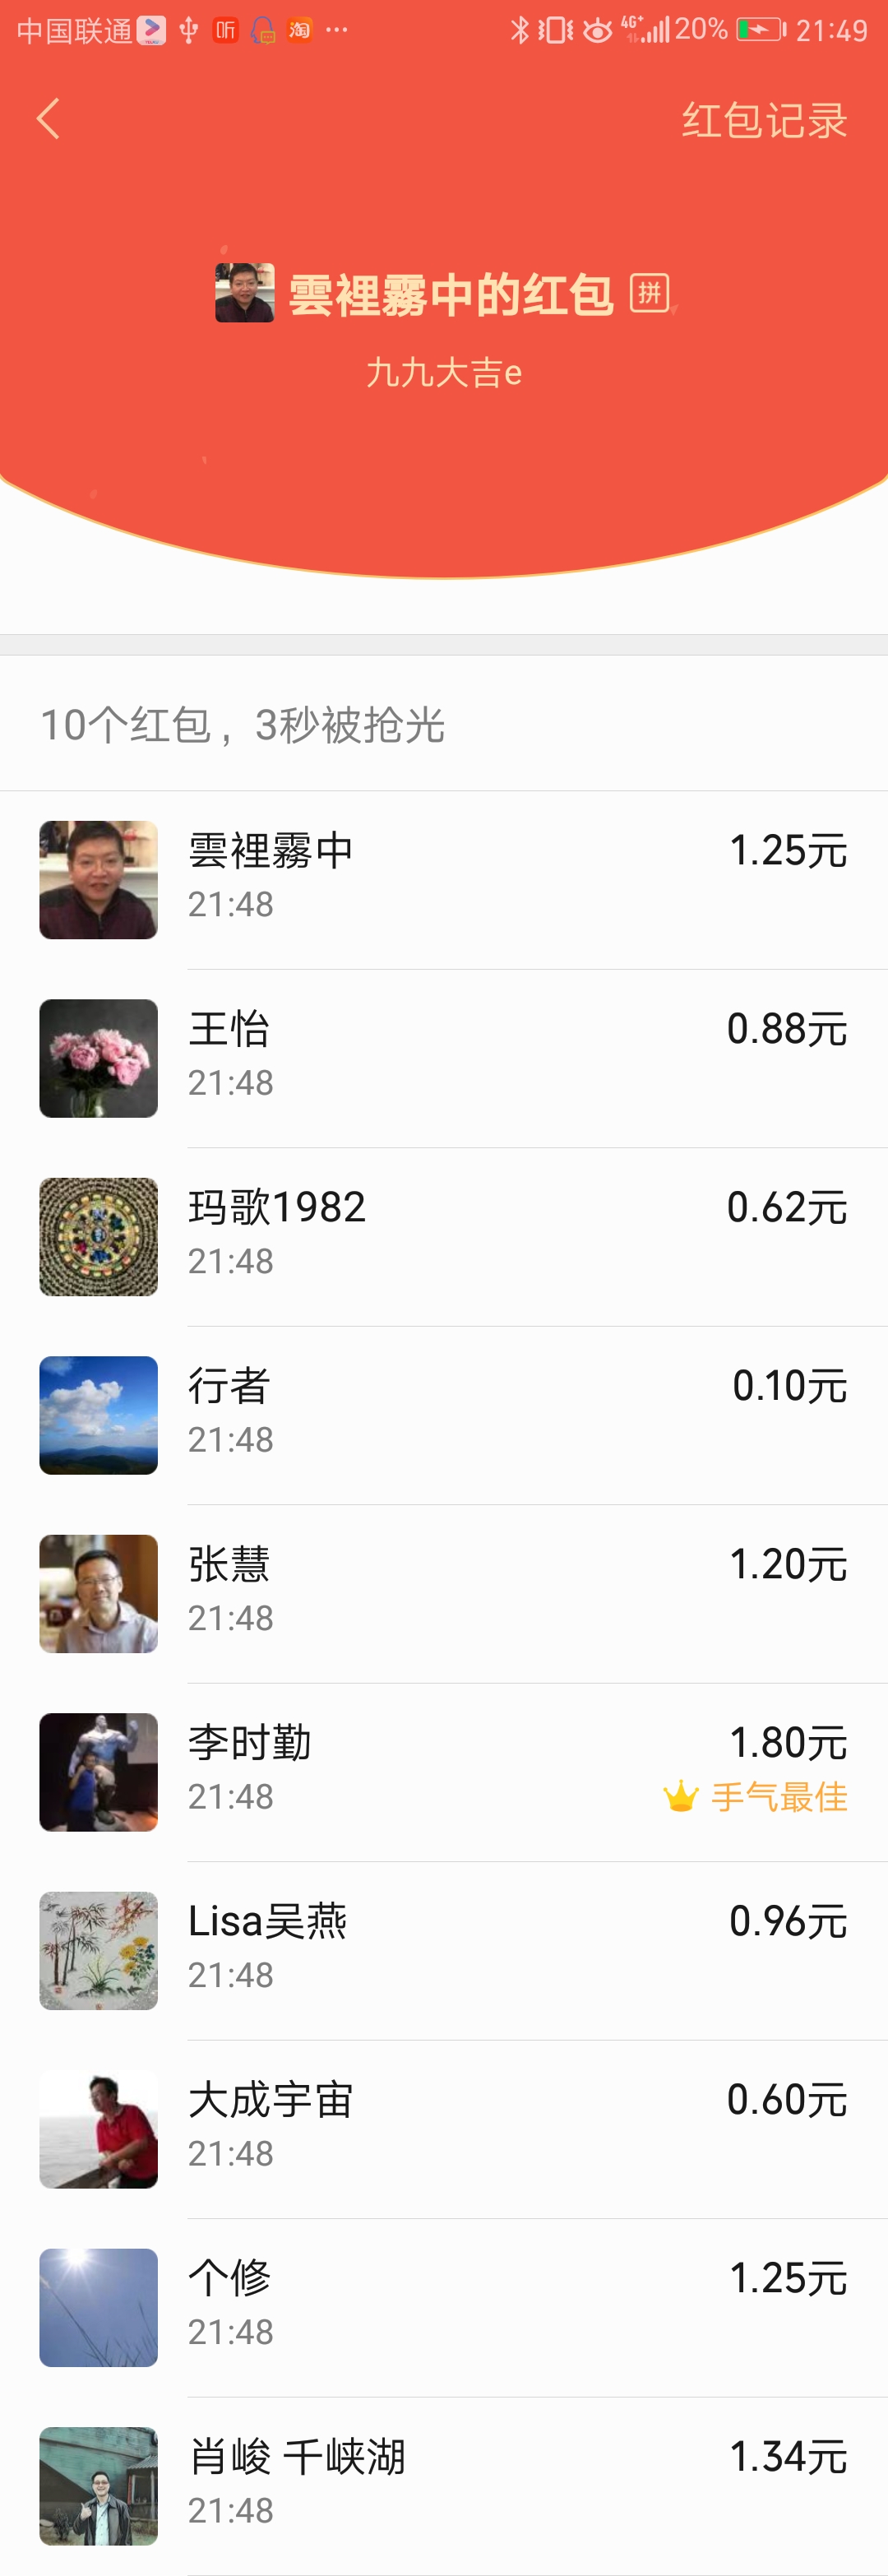 中国联通 听 淘 ... 4G+ 20% 21:49
红包记录
雲裡霧中的红包 拼
九九大吉e
10个红包，3秒被抢光
雲裡霧中 1.25元
21:48
王怡 0.88元
21:48
玛歌1982 0.62元
21:48
行者 0.10元
21:48
张慧 1.20元
21:48
李时勤 1.80元
21:48 手气最佳
Lisa吴燕 0.96元
21:48
大成宇宙 0.60元
21:48
个修 1.25元
21:48
肖峻 千峡湖 1.34元
21:48